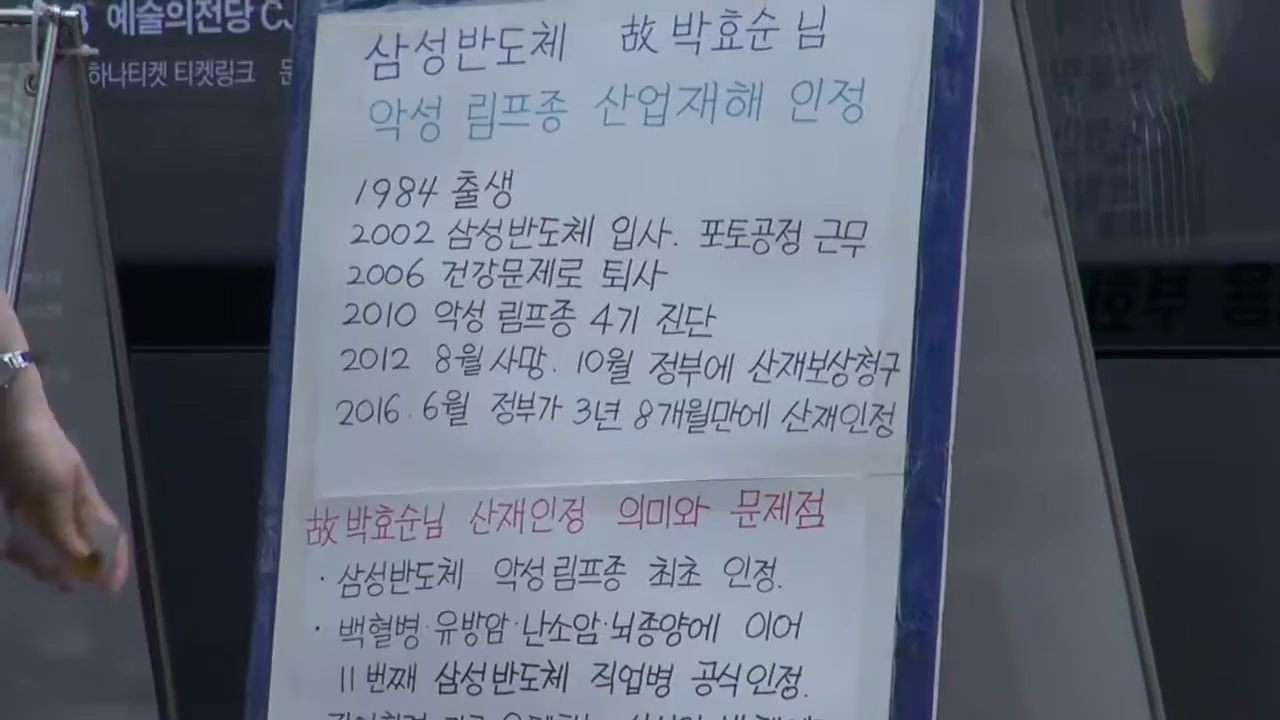 예술의전당 CJ
하나티켓 티켓링크
삼성반도체 故 박효순 님
악성 림프종 산업재해 인정
1984 출생
2002 삼성반도체 입사. 포토공정 근무
2006 건강문제로 퇴사
2010 악성 림프종 4기 진단
2012 8월 사망. 10월 정부에 산재보상청구
2016. 6월 정부가 3년 8개월만에 산재인정
故 박효순님 산재인정 의미와 문제점
· 삼성반도체 악성림프종 최초 인정.
· 백혈병·유방암·난소암·뇌종양에 이어
11번째 삼성반도체 직업병 공식인정.